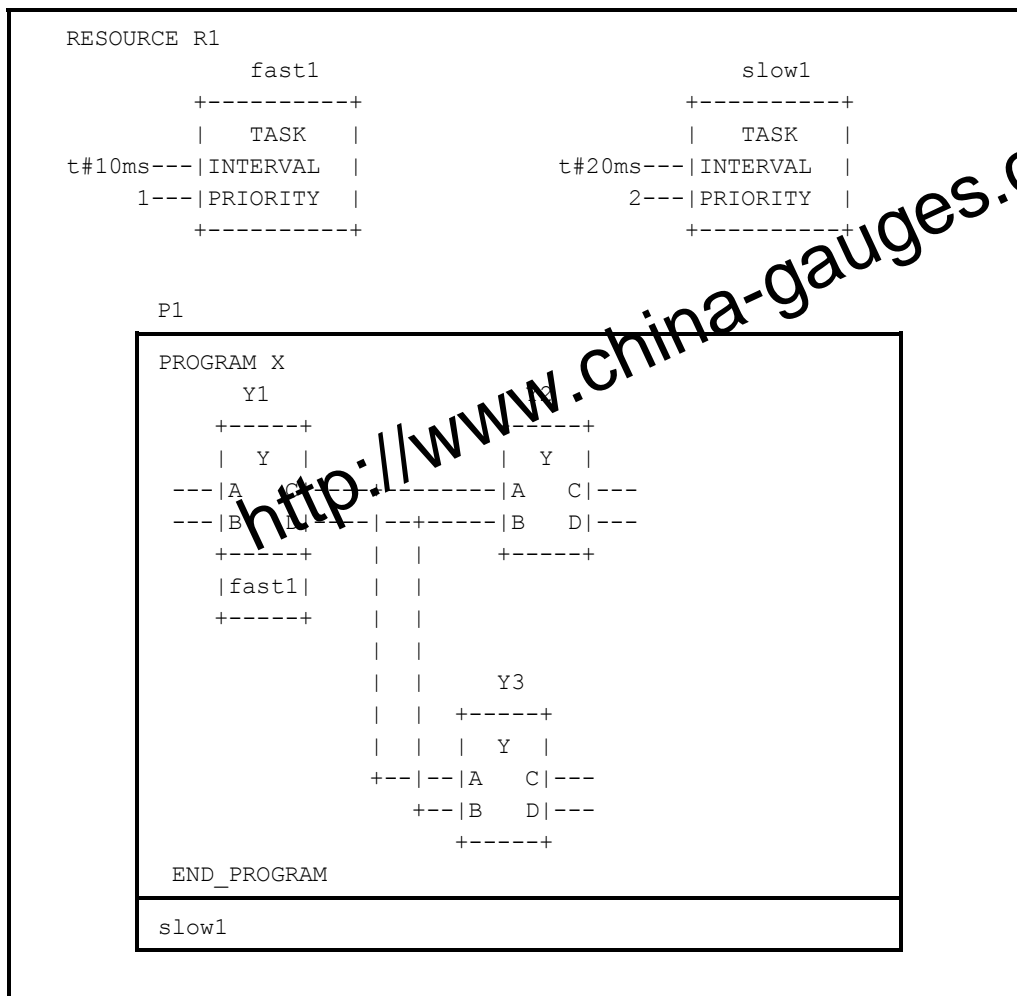 RESOURCE R1
fast1 slow1
+----------+ +----------+
| TASK | | TASK |
t#10ms---|INTERVAL | t#20ms---|INTERVAL |
1---|PRIORITY | 2---|PRIORITY |
+----------+ +----------+
P1
PROGRAM X
Y1
+-----+ +-----+
| Y | | Y |
---|A C|----+--------|A C|---
---|B D|----|--+-----|B D|---
+-----+ | | +-----+
|fast1| | |
+-----+ | |
| |
| | Y3
| | +-----+
| | | Y |
+--|--|A C|---
+--|B D|---
+-----+
END_PROGRAM
slow1
http://www.china-gauges.c